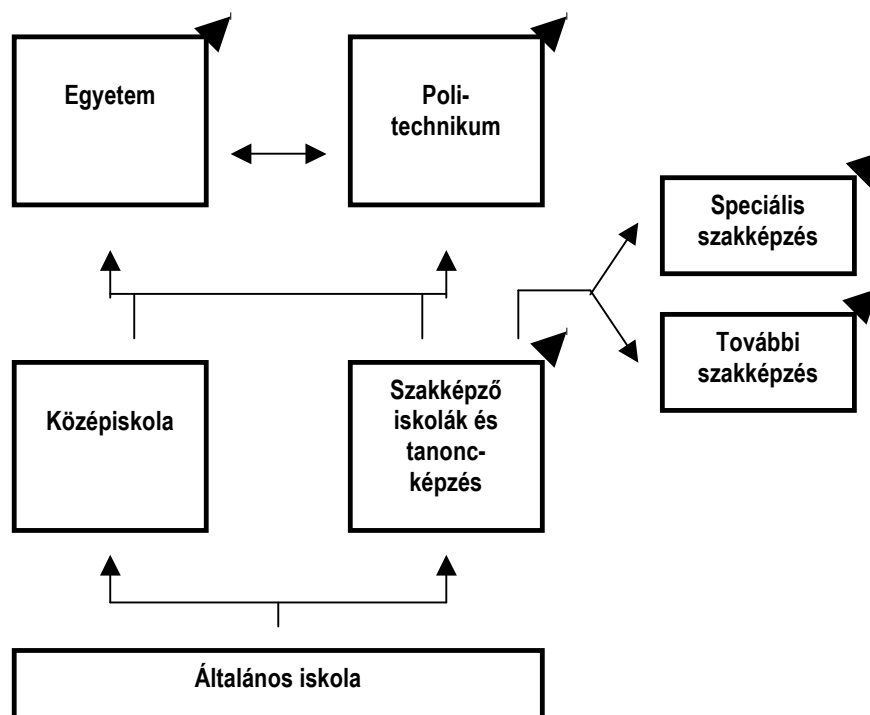 Egyetem
Poli-
technikum
Speciális
szakképzés
További
szakképzés
Középiskola
Szakképző
iskolák és
tanonc-
képzés
Általános iskola